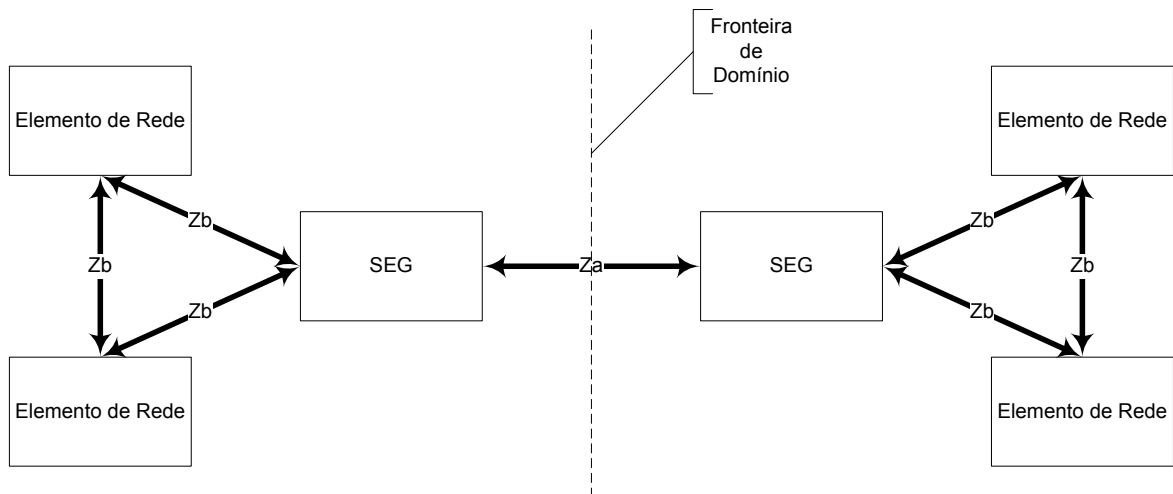 Fronteira
de
Domínio
Elemento de Rede
Elemento de Rede
Zb
Zb
SEG
SEG
Zb
Za
Zb
Zb
Zb
Elemento de Rede
Elemento de Rede